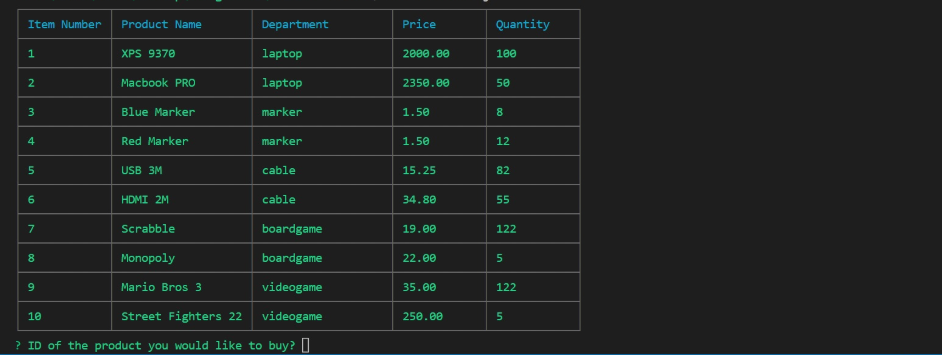 Item Number Product Name Department Price Quantity
1 XPS 9370 laptop 2000.00 100
2 Macbook PRO laptop 2350.00 50
3 Blue Marker marker 1.50 8
4 Red Marker marker 1.50 12
5 USB 3M cable 15.25 82
6 HDMI 2M cable 34.80 55
7 Scrabble boardgame 19.00 122
8 Monopoly boardgame 22.00 5
9 Mario Bros 3 videogame 35.00 122
10 Street Fighters 22 videogame 250.00 5
? ID of the product you would like to buy?